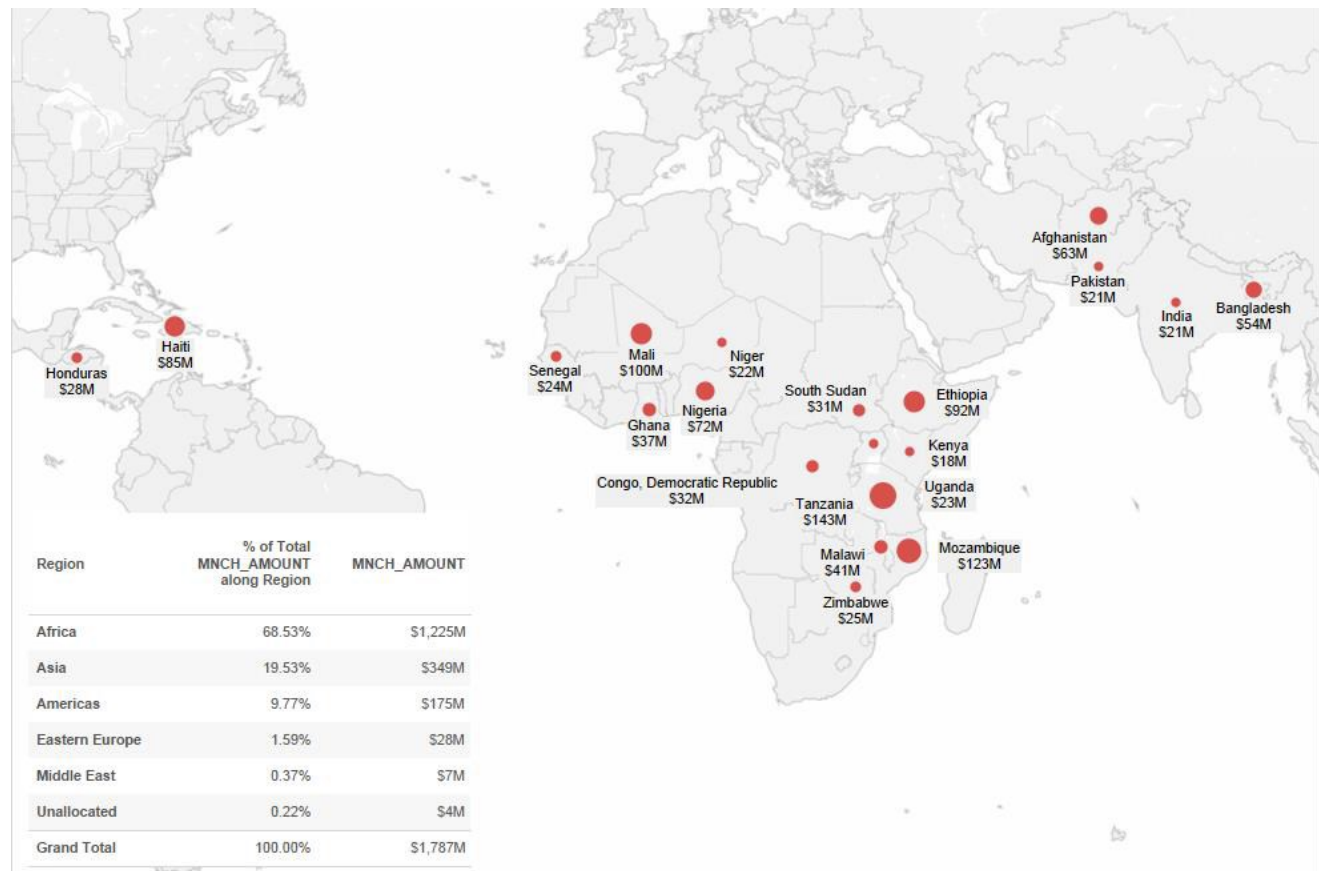 Afghanistan
$63M
Pakistan
$21M
India
$21M
Bangladesh
$54M
Haiti
$85M
Honduras
$28M
Senegal
$24M
Mali
$100M
Niger
$22M
Ghana
$37M
Nigeria
$72M
South Sudan
$31M
Ethiopia
$92M
Kenya
$18M
Congo, Democratic Republic
$32M
Uganda
$23M
Tanzania
$143M
Malawi
$41M
Mozambique
$123M
Zimbabwe
$25M
Region
% of Total
MNCH_AMOUNT
along Region
MNCH_AMOUNT
Africa 68.53% $1,225M
Asia 19.53% $349M
Americas 9.77% $175M
Eastern Europe 1.59% $28M
Middle East 0.37% $7M
Unallocated 0.22% $4M
Grand Total 100.00% $1,787M